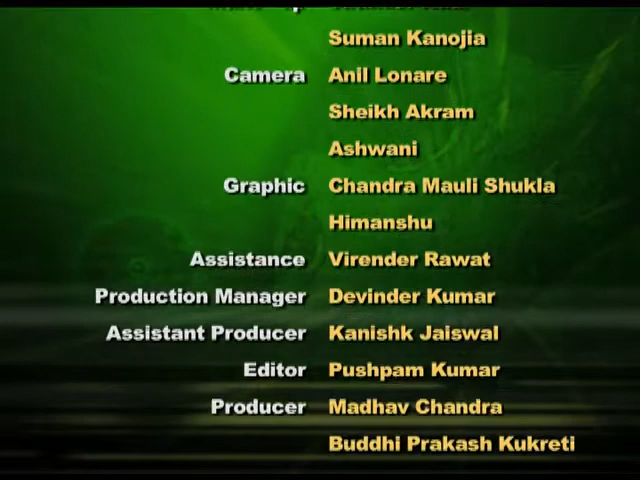 Suman Kanojia
Camera Anil Lonare
Sheikh Akram
Ashwani
Graphic Chandra Mauli Shukla
Himanshu
Assistance Virender Rawat
Production Manager Devinder Kumar
Assistant Producer Kanishk Jaiswal
Editor Pushpam Kumar
Producer Madhav Chandra
Buddhi Prakash Kukreti